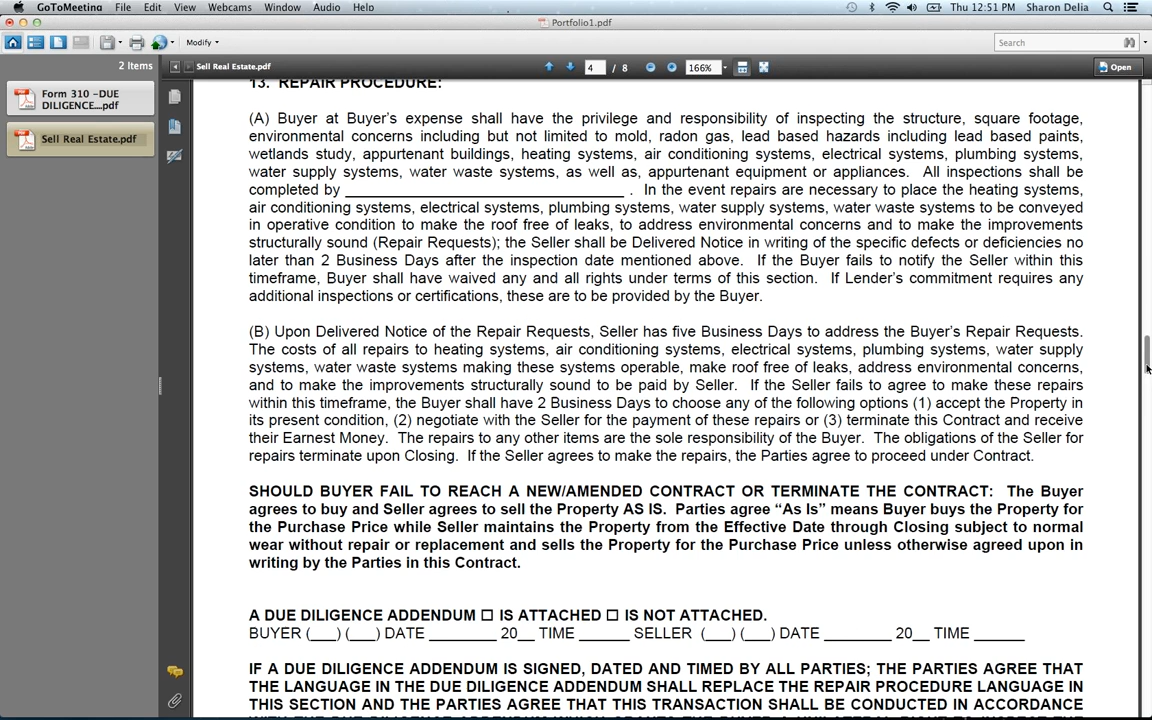 GoToMeeting File Edit View Webcams Window Audio Help Thu 12:51 PM Sharon Delia
Portfolio1.pdf
Modify Search
2 Items Sell Real Estate.pdf 4 / 8 166% Open
Form 310 -DUE
DILIGENCE....pdf
Sell Real Estate.pdf
13. REPAIR PROCEDURE:
(A) Buyer at Buyer's expense shall have the privilege and responsibility of inspecting the structure, square footage,
environmental concerns including but not limited to mold, radon gas, lead based hazards including lead based paints,
wetlands study, appurtenant buildings, heating systems, air conditioning systems, electrical systems, plumbing systems,
water supply systems, water waste systems, as well as, appurtenant equipment or appliances. All inspections shall be
completed by ____________________________ . In the event repairs are necessary to place the heating systems,
air conditioning systems, electrical systems, plumbing systems, water supply systems, water waste systems to be conveyed
in operative condition to make the roof free of leaks, to address environmental concerns and to make the improvements
structurally sound (Repair Requests); the Seller shall be Delivered Notice in writing of the specific defects or deficiencies no
later than 2 Business Days after the inspection date mentioned above. If the Buyer fails to notify the Seller within this
timeframe, Buyer shall have waived any and all rights under terms of this section. If Lender's commitment requires any
additional inspections or certifications, these are to be provided by the Buyer.
(B) Upon Delivered Notice of the Repair Requests, Seller has five Business Days to address the Buyer's Repair Requests.
The costs of all repairs to heating systems, air conditioning systems, electrical systems, plumbing systems, water supply
systems, water waste systems making these systems operable, make roof free of leaks, address environmental concerns,
and to make the improvements structurally sound to be paid by Seller. If the Seller fails to agree to make these repairs
within this timeframe, the Buyer shall have 2 Business Days to choose any of the following options (1) accept the Property in
its present condition, (2) negotiate with the Seller for the payment of these repairs or (3) terminate this Contract and receive
their Earnest Money. The repairs to any other items are the sole responsibility of the Buyer. The obligations of the Seller for
repairs terminate upon Closing. If the Seller agrees to make the repairs, the Parties agree to proceed under Contract.
SHOULD BUYER FAIL TO REACH A NEW/AMENDED CONTRACT OR TERMINATE THE CONTRACT: The Buyer
agrees to buy and Seller agrees to sell the Property AS IS. Parties agree “As Is” means Buyer buys the Property for
the Purchase Price while Seller maintains the Property from the Effective Date through Closing subject to normal
wear without repair or replacement and sells the Property for the Purchase Price unless otherwise agreed upon in
writing by the Parties in this Contract.
A DUE DILIGENCE ADDENDUM ☐ IS ATTACHED ☐ IS NOT ATTACHED.
BUYER (___) (___) DATE ________ 20__ TIME ______ SELLER (___) (___) DATE ________ 20__ TIME ______
IF A DUE DILIGENCE ADDENDUM IS SIGNED, DATED AND TIMED BY ALL PARTIES; THE PARTIES AGREE THAT
THE LANGUAGE IN THE DUE DILIGENCE ADDENDUM SHALL REPLACE THE REPAIR PROCEDURE LANGUAGE IN
THIS SECTION AND THE PARTIES AGREE THAT THIS TRANSACTION SHALL BE CONDUCTED IN ACCORDANCE